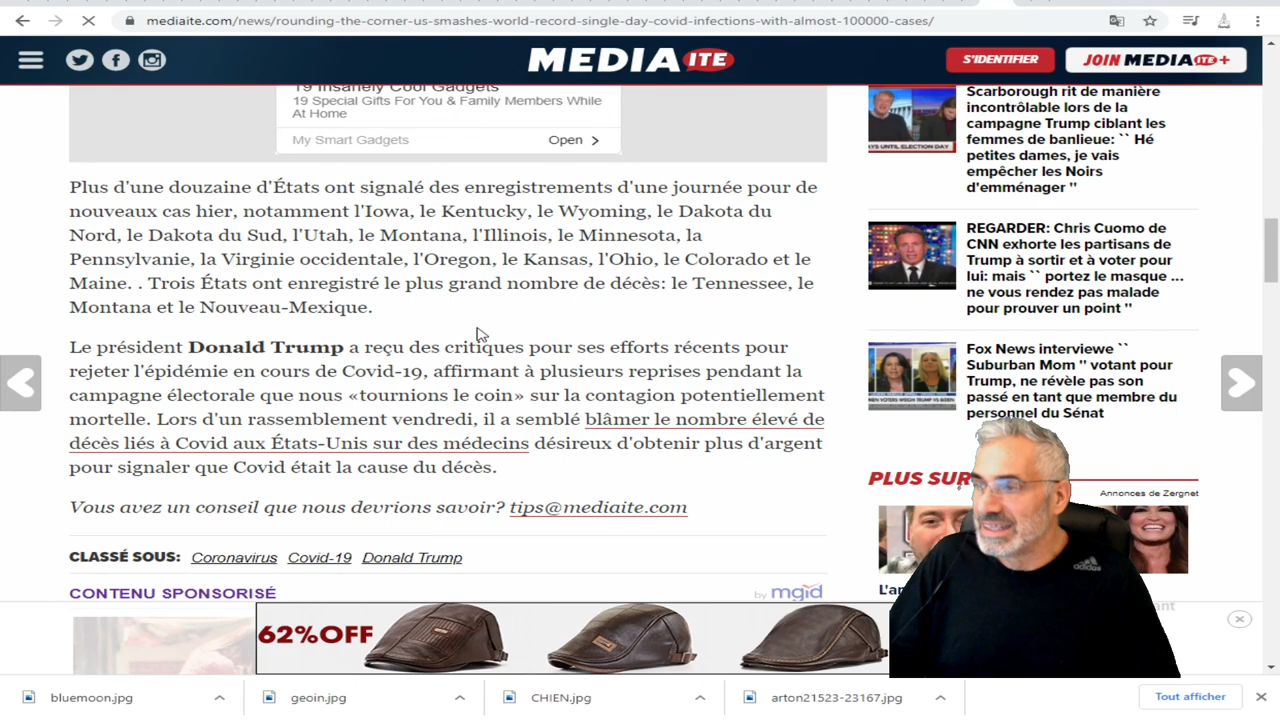 mediaite.com/news/rounding-the-corner-us-smashes-world-record-single-day-covid-infections-with-almost-100000-cases/
MEDIAITE
S'IDENTIFIER
JOIN MEDIAITE+
19 Insanely Cool Gadgets
19 Special Gifts For You & Family Members While
At Home
My Smart Gadgets
Open
Plus d'une douzaine d'États ont signalé des enregistrements d'une journée pour de
nouveaux cas hier, notamment l'Iowa, le Kentucky, le Wyoming, le Dakota du
Nord, le Dakota du Sud, l'Utah, le Montana, l'Illinois, le Minnesota, la
Pennsylvanie, la Virginie occidentale, l'Oregon, le Kansas, l'Ohio, le Colorado et le
Maine. . Trois États ont enregistré le plus grand nombre de décès: le Tennessee, le
Montana et le Nouveau-Mexique.
Le président Donald Trump a reçu des critiques pour ses efforts récents pour
rejeter l'épidémie en cours de Covid-19, affirmant à plusieurs reprises pendant la
campagne électorale que nous «tournions le coin» sur la contagion potentiellement
mortelle. Lors d'un rassemblement vendredi, il a semblé blâmer le nombre élevé de
décès liés à Covid aux États-Unis sur des médecins désireux d'obtenir plus d'argent
pour signaler que Covid était la cause du décès.
Vous avez un conseil que nous devrions savoir? tips@mediaite.com
CLASSÉ SOUS: Coronavirus Covid-19 Donald Trump
CONTENU SPONSORISÉ
by mgid
Scarborough rit de manière
incontrôlable lors de la
campagne Trump ciblant les
femmes de banlieue: `` Hé
petites dames, je vais
empêcher les Noirs
d'emménager ''
AYS UNTIL ELECTION DAY
REGARDER: Chris Cuomo de
CNN exhorte les partisans de
Trump à sortir et à voter pour
lui: mais `` portez le masque ...
ne vous rendez pas malade
pour prouver un point ''
Fox News interviewe ``
Suburban Mom '' votant pour
Trump, ne révèle pas son
passé en tant que membre du
personnel du Sénat
PLUS SUR
Annonces de Zergnet
adidas
62%OFF
bluemoon.jpg
geoin.jpg
CHIEN.jpg
arton21523-23167.jpg
Tout afficher